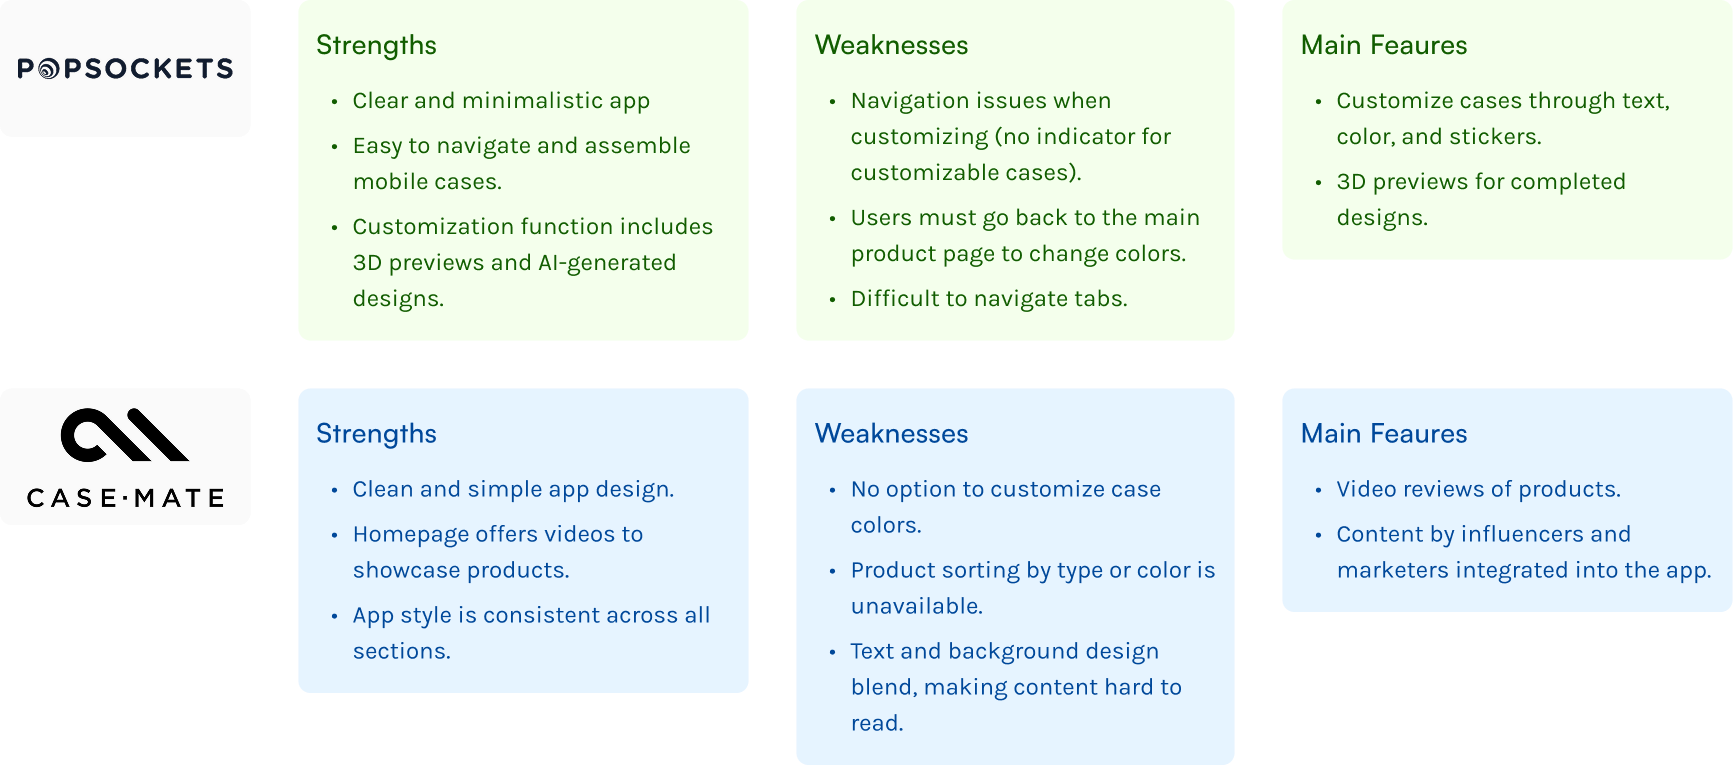 POPSOCKETS
Strengths
• Clear and minimalistic app
• Easy to navigate and assemble
mobile cases.
• Customization function includes
3D previews and AI-generated
designs.
Weaknesses
• Navigation issues when
customizing (no indicator for
customizable cases).
• Users must go back to the main
product page to change colors.
• Difficult to navigate tabs.
Main Feaures
• Customize cases through text,
color, and stickers.
• 3D previews for completed
designs.
CASE·MATE
Strengths
• Clean and simple app design.
• Homepage offers videos to
showcase products.
• App style is consistent across all
sections.
Weaknesses
• No option to customize case
colors.
• Product sorting by type or color is
unavailable.
• Text and background design
blend, making content hard to
read.
Main Feaures
• Video reviews of products.
• Content by influencers and
marketers integrated into the app.